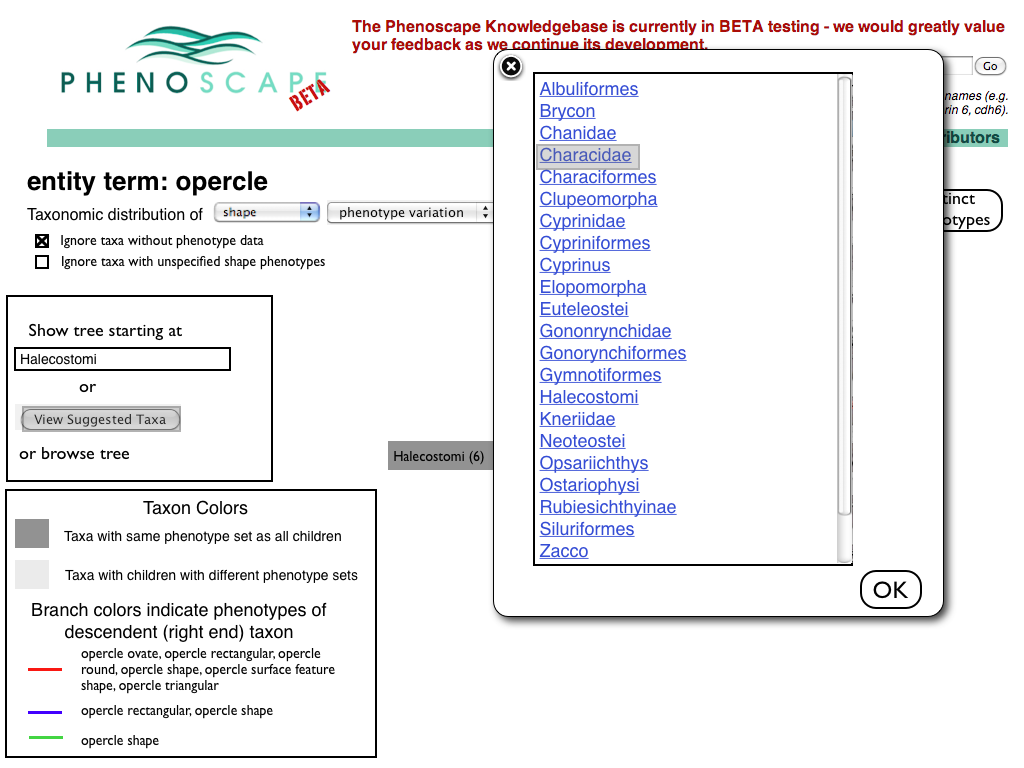 The Phenoscape Knowledgebase is currently in BETA testing - we would greatly value
your feedback as we continue its development.
PHENOSCAPE
BETA
Go
names (e.g.
rin 6, cdh6).
ributors
entity term: opercle
Taxonomic distribution of shape phenotype variation
Ignore taxa without phenotype data
Ignore taxa with unspecified shape phenotypes
tinct
otypes
Show tree starting at
Halecostomi
or
View Suggested Taxa
or browse tree
Halecostomi (6)
Albuliformes
Brycon
Chanidae
Characidae
Characiformes
Clupeomorpha
Cyprinidae
Cypriniformes
Cyprinus
Elopomorpha
Euteleostei
Gononrynchidae
Gonorynchiformes
Gymnotiformes
Halecostomi
Kneriidae
Neoteostei
Opsariichthys
Ostariophysi
Rubiesichthyinae
Siluriformes
Zacco
OK
Taxon Colors
Taxa with same phenotype set as all children
Taxa with children with different phenotype sets
Branch colors indicate phenotypes of
descendent (right end) taxon
opercle ovate, opercle rectangular, opercle
round, opercle shape, opercle surface feature
shape, opercle triangular
opercle rectangular, opercle shape
opercle shape